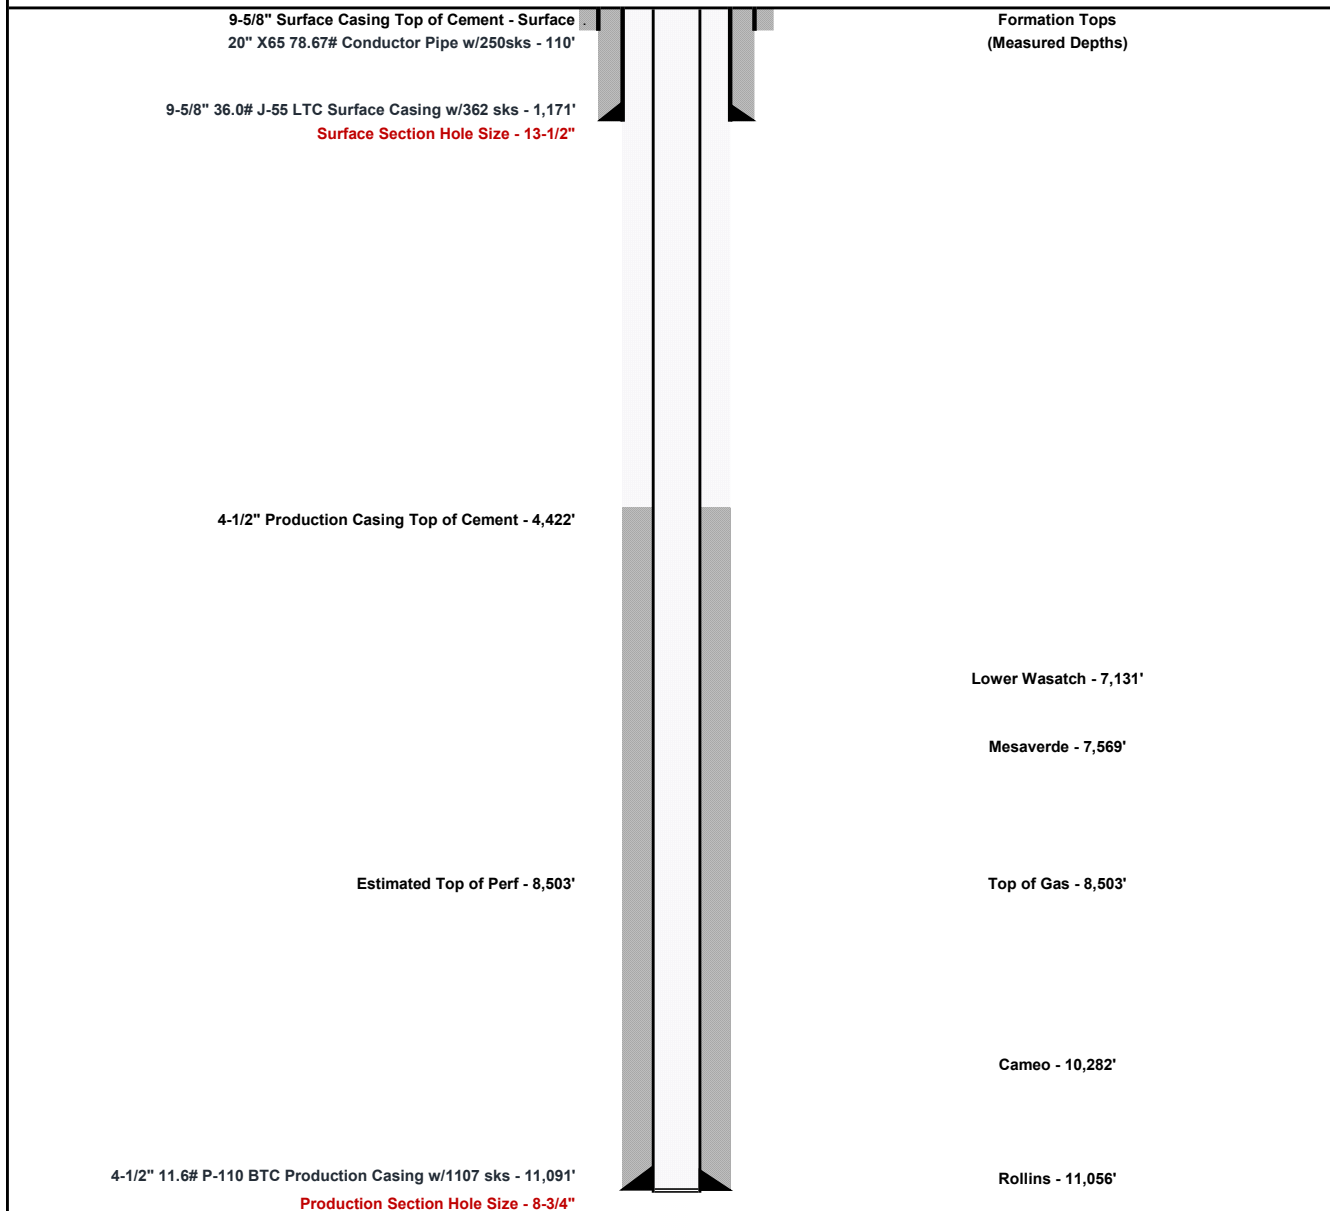 9-5/8" Surface Casing Top of Cement - Surface
20" X65 78.67# Conductor Pipe w/250sks - 110'
9-5/8" 36.0# J-55 LTC Surface Casing w/362 sks - 1,171'
Surface Section Hole Size - 13-1/2"
4-1/2" Production Casing Top of Cement - 4,422'
Estimated Top of Perf - 8,503'
4-1/2" 11.6# P-110 BTC Production Casing w/1107 sks - 11,091'
Production Section Hole Size - 8-3/4"
Formation Tops
(Measured Depths)
Lower Wasatch - 7,131'
Mesaverde - 7,569'
Top of Gas - 8,503'
Cameo - 10,282'
Rollins - 11,056'